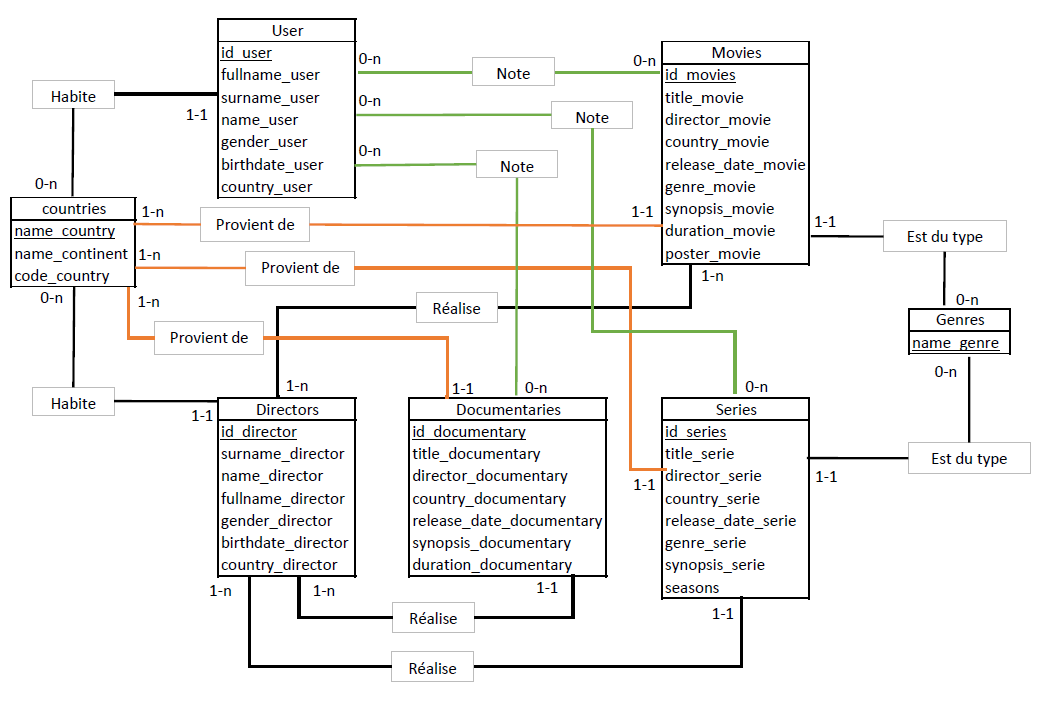 User
id_user
fullname_user
surname_user
name_user
gender_user
birthdate_user
country_user
0-n
Note
0-n
Movies
id_movies
title_movie
director_movie
country_movie
release_date_movie
genre_movie
synopsis_movie
duration_movie
poster_movie
0-n
Note
0-n
Note
Habite
1-1
0-n
countries
name_country
name_continent
code_country
1-n
Provient de
1-1
1-n
Provient de
1-n
Provient de
0-n
1-1
Est du type
0-n
Genres
name_genre
0-n
1-n
Réalise
1-n
Habite
1-1
1-1
0-n
0-n
Directors
id_director
surname_director
name_director
fullname_director
gender_director
birthdate_director
country_director
Documentaries
id_documentary
title_documentary
director_documentary
country_documentary
release_date_documentary
synopsis_documentary
duration_documentary
Series
id_series
title_serie
director_serie
country_serie
release_date_serie
genre_serie
synopsis_serie
seasons
1-1
1-1
Est du type
1-n
1-n
1-1
Réalise
1-1
Réalise